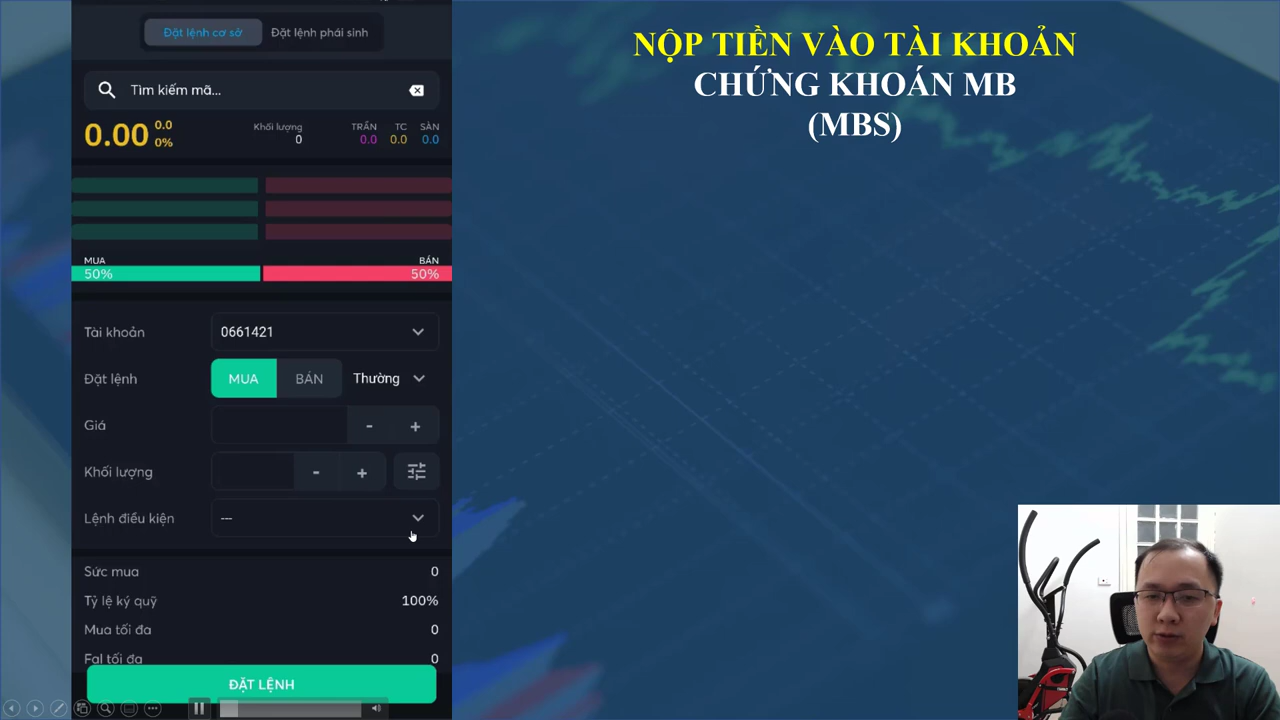 Đặt lệnh cơ sở
Đặt lệnh phái sinh
NỘP TIỀN VÀO TÀI KHOẢN
CHỨNG KHOÁN MB
(MBS)
Tìm kiếm mã...
0.00
0.0
0%
Khối lượng
0
TRẦN
0.0
TC
0.0
SÀN
0.0
MUA
BÁN
50%
50%
Tài khoản
0661421
Đặt lệnh
MUA
BÁN
Thường
Giá
-
+
Khối lượng
-
+
Lệnh điều kiện
---
Sức mua
0
Tỷ lệ ký quỹ
100%
Mua tối đa
0
Fal tối đa
0
ĐẶT LỆNH